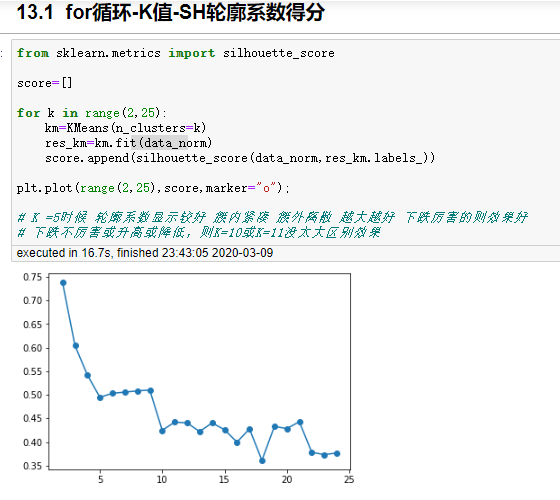 13.1 for循环-K值-SH轮廓系数得分
:
from sklearn.metrics import silhouette_score
score=[]
for k in range(2,25):
km=KMeans(n_clusters=k)
res_km=km.fit(data_norm)
score.append(silhouette_score(data_norm,res_km.labels_))
plt.plot(range(2,25),score,marker="o");
# K =5时候 轮廓系数显示较好 簇内紧凑 簇外离散 越大越好 下跌厉害的则效果好
# 下跌不厉害或升高或降低，则K=10或K=11没太大区别效果
executed in 16.7s, finished 23:43:05 2020-03-09
0.75
0.70
0.65
0.60
0.55
0.50
0.45
0.40
0.35
5 10 15 20 25